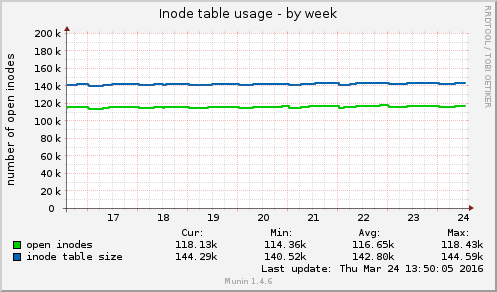 Inode table usage - by week
RRDTOOL / TOBI OETIKER
number of open inodes
200 k
180 k
160 k
140 k
120 k
100 k
80 k
60 k
40 k
20 k
0
17 18 19 20 21 22 23 24
Cur: Min: Avg: Max:
open inodes 118.13k 114.36k 116.65k 118.43k
inode table size 144.29k 140.52k 142.80k 144.59k
Last update: Thu Mar 24 13:50:05 2016
Munin 1.4.6